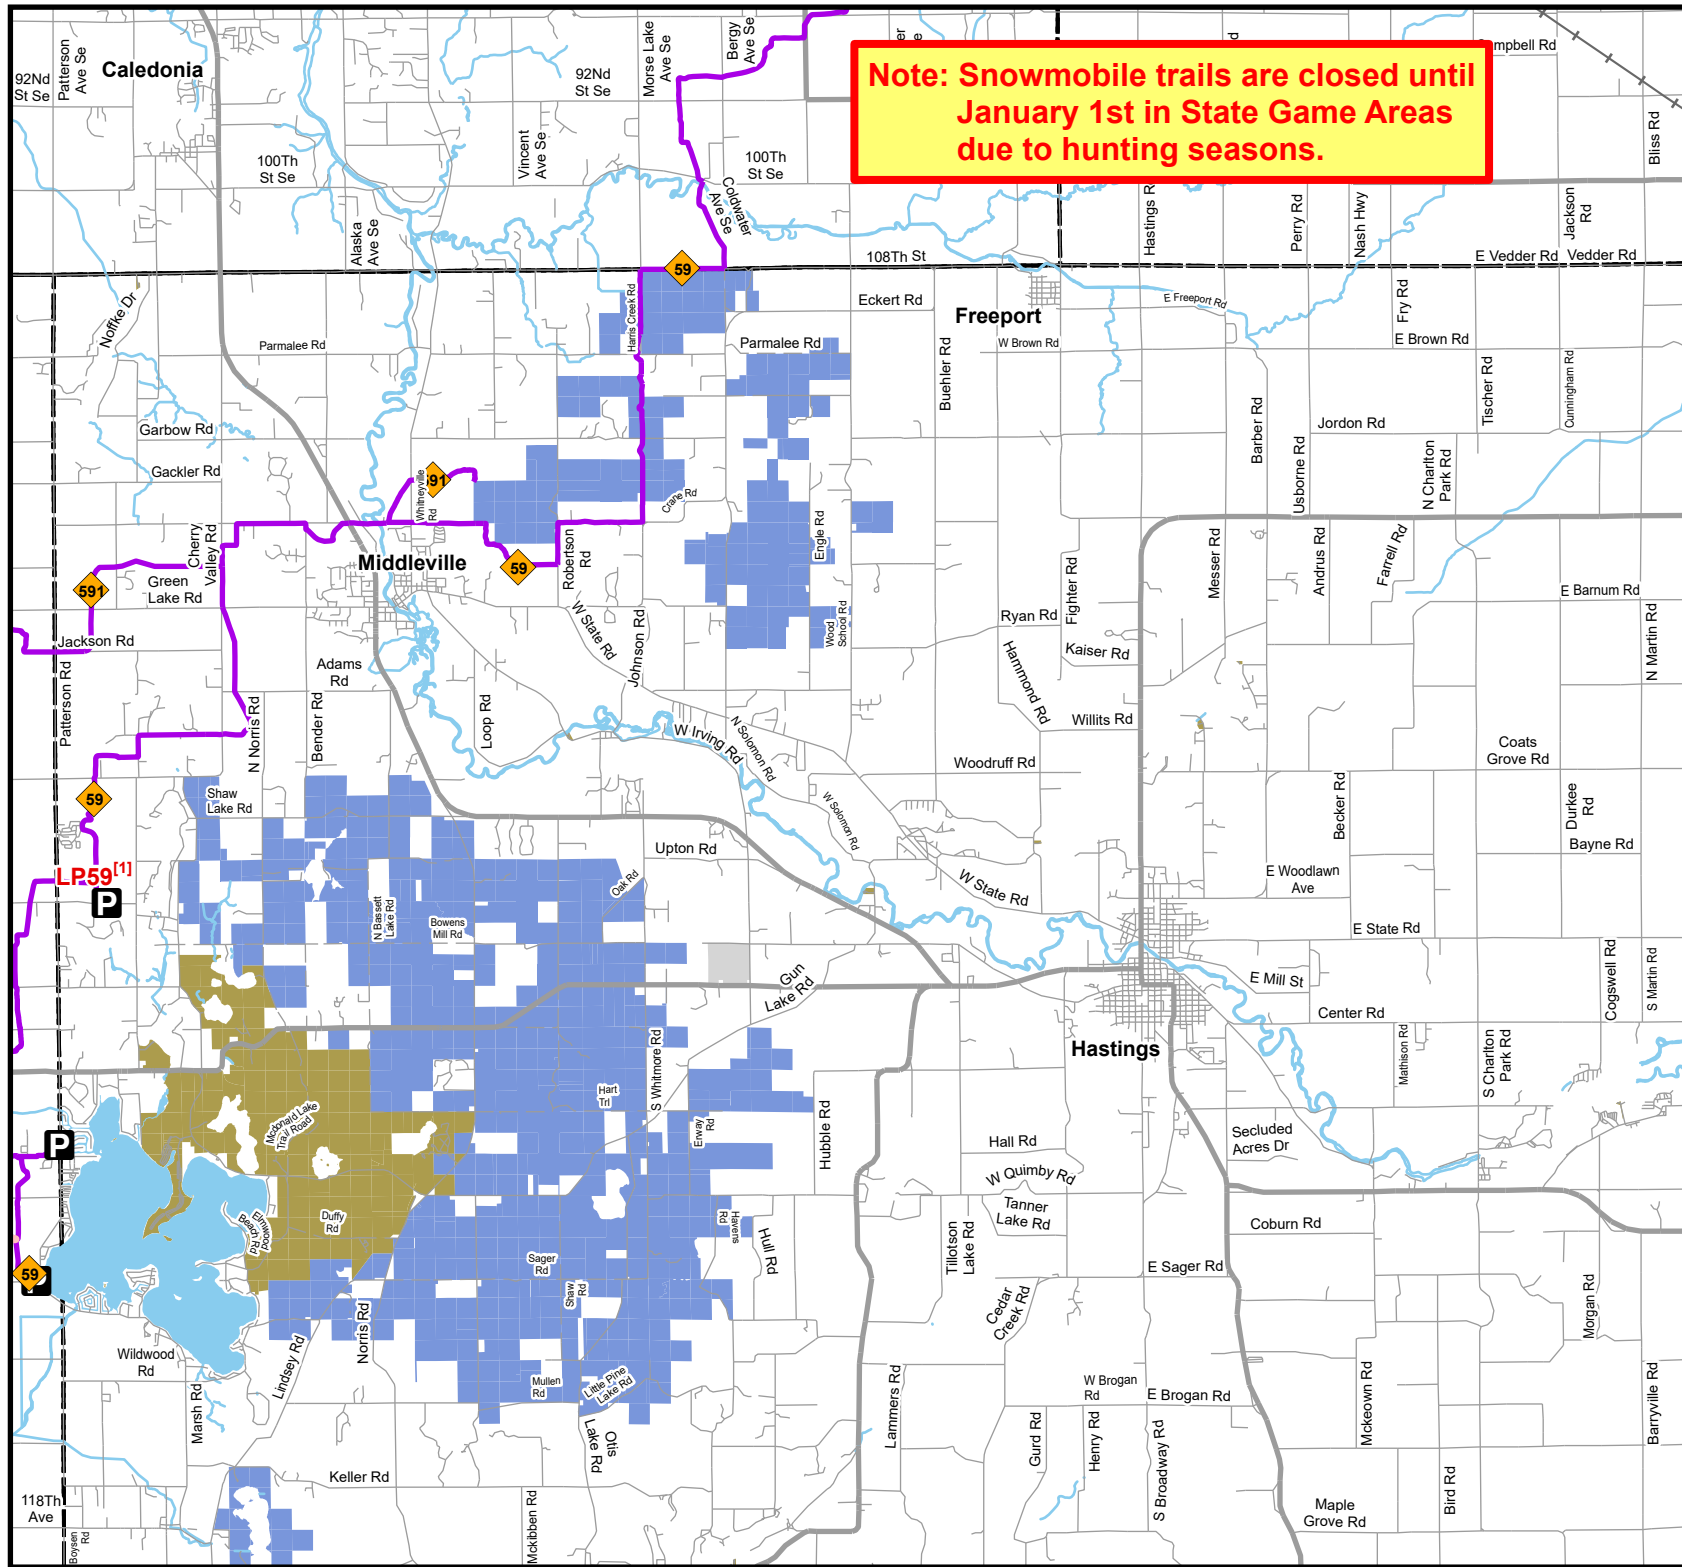 Note: Snowmobile trails are closed until
January 1st in State Game Areas
due to hunting seasons.
Caledonia
92Nd
St Se
Patterson
Ave Se
92Nd
St Se
Morse Lake
Ave Se
Bergy
Ave Se
Campbell Rd
Bliss Rd
100Th
St Se
Vincent
Ave Se
100Th
St Se
Coldwater
Ave Se
Alaska
Ave Se
Perry Rd
Nash Hwy
Jackson
Rd
59
108Th St
E Vedder Rd
Vedder Rd
Noffke Dr
Harris Creek Rd
Eckert Rd
Freeport
E Freeport Rd
Fry Rd
Parmalee Rd
Parmalee Rd
W Brown Rd
E Brown Rd
Buehler Rd
Tischer Rd
Cunningham Rd
Garbow Rd
Barber Rd
Jordon Rd
Gackler Rd
Whitneyville
Rd
Crane Rd
Usborne Rd
N Charlton
Park Rd
Cherry
Valley Rd
Middleville
59
Robertson
Rd
Engle Rd
Messer Rd
Andrus Rd
Farrell Rd
591
Green
Lake Rd
Fighter Rd
E Barnum Rd
Jackson Rd
W State Rd
Johnson Rd
Wood
School Rd
Ryan Rd
Kaiser Rd
N Martin Rd
Adams
Rd
Hammond Rd
Patterson Rd
N Norris Rd
Bender Rd
Loop Rd
W Irving Rd
N Solomon Rd
Willits Rd
Coats
Grove Rd
Woodruff Rd
59
Shaw
Lake Rd
W Solomon Rd
Becker Rd
Durkee
Rd
Upton Rd
Bayne Rd
LP59[1]
P
Oak Rd
W State Rd
E Woodlawn
Ave
N Bassett
Lake Rd
Bowens
Mill Rd
E State Rd
Gun
Lake Rd
E Mill St
Cogswell Rd
S Martin Rd
Center Rd
Hastings
S Whitmore Rd
Mathison Rd
S Charlton
Park Rd
Hart
Trl
Mcdonald Lake
Trail Road
P
Erway
Rd
Hubble Rd
Hall Rd
Secluded
Acres Dr
W Quimby Rd
Elmwood
Beach Rd
Duffy
Rd
Havens
Rd
Hull Rd
Tanner
Lake Rd
Tillotson
Lake Rd
Coburn Rd
59
Sager
Rd
Shaw
Rd
E Sager Rd
Cedar
Creek Rd
Morgan Rd
Wildwood
Rd
Lindsey Rd
Norris Rd
Marsh Rd
Mullen
Rd
Little Pine
Lake Rd
Lammers Rd
W Brogan
Rd
E Brogan Rd
Mckeown Rd
Barryville Rd
Otis
Lake Rd
Gurd Rd
Henry Rd
S Broadway Rd
Keller Rd
Bird Rd
118Th
Ave
Boysen
Rd
Mckibben Rd
Maple
Grove Rd